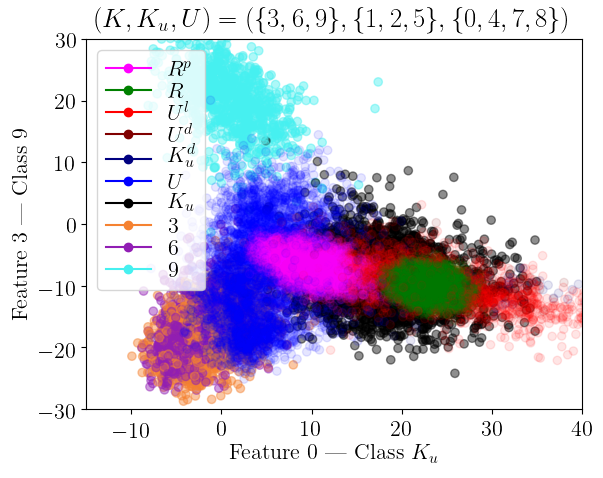 (K, K_u, U) = ({3, 6, 9}, {1, 2, 5}, {0, 4, 7, 8})
Feature 3 — Class 9
30
20
10
0
−10
−20
−30
R^p
R
U^l
U^d
K_u^d
U
K_u
3
6
9
−10
0
10
20
30
40
Feature 0 — Class K_u